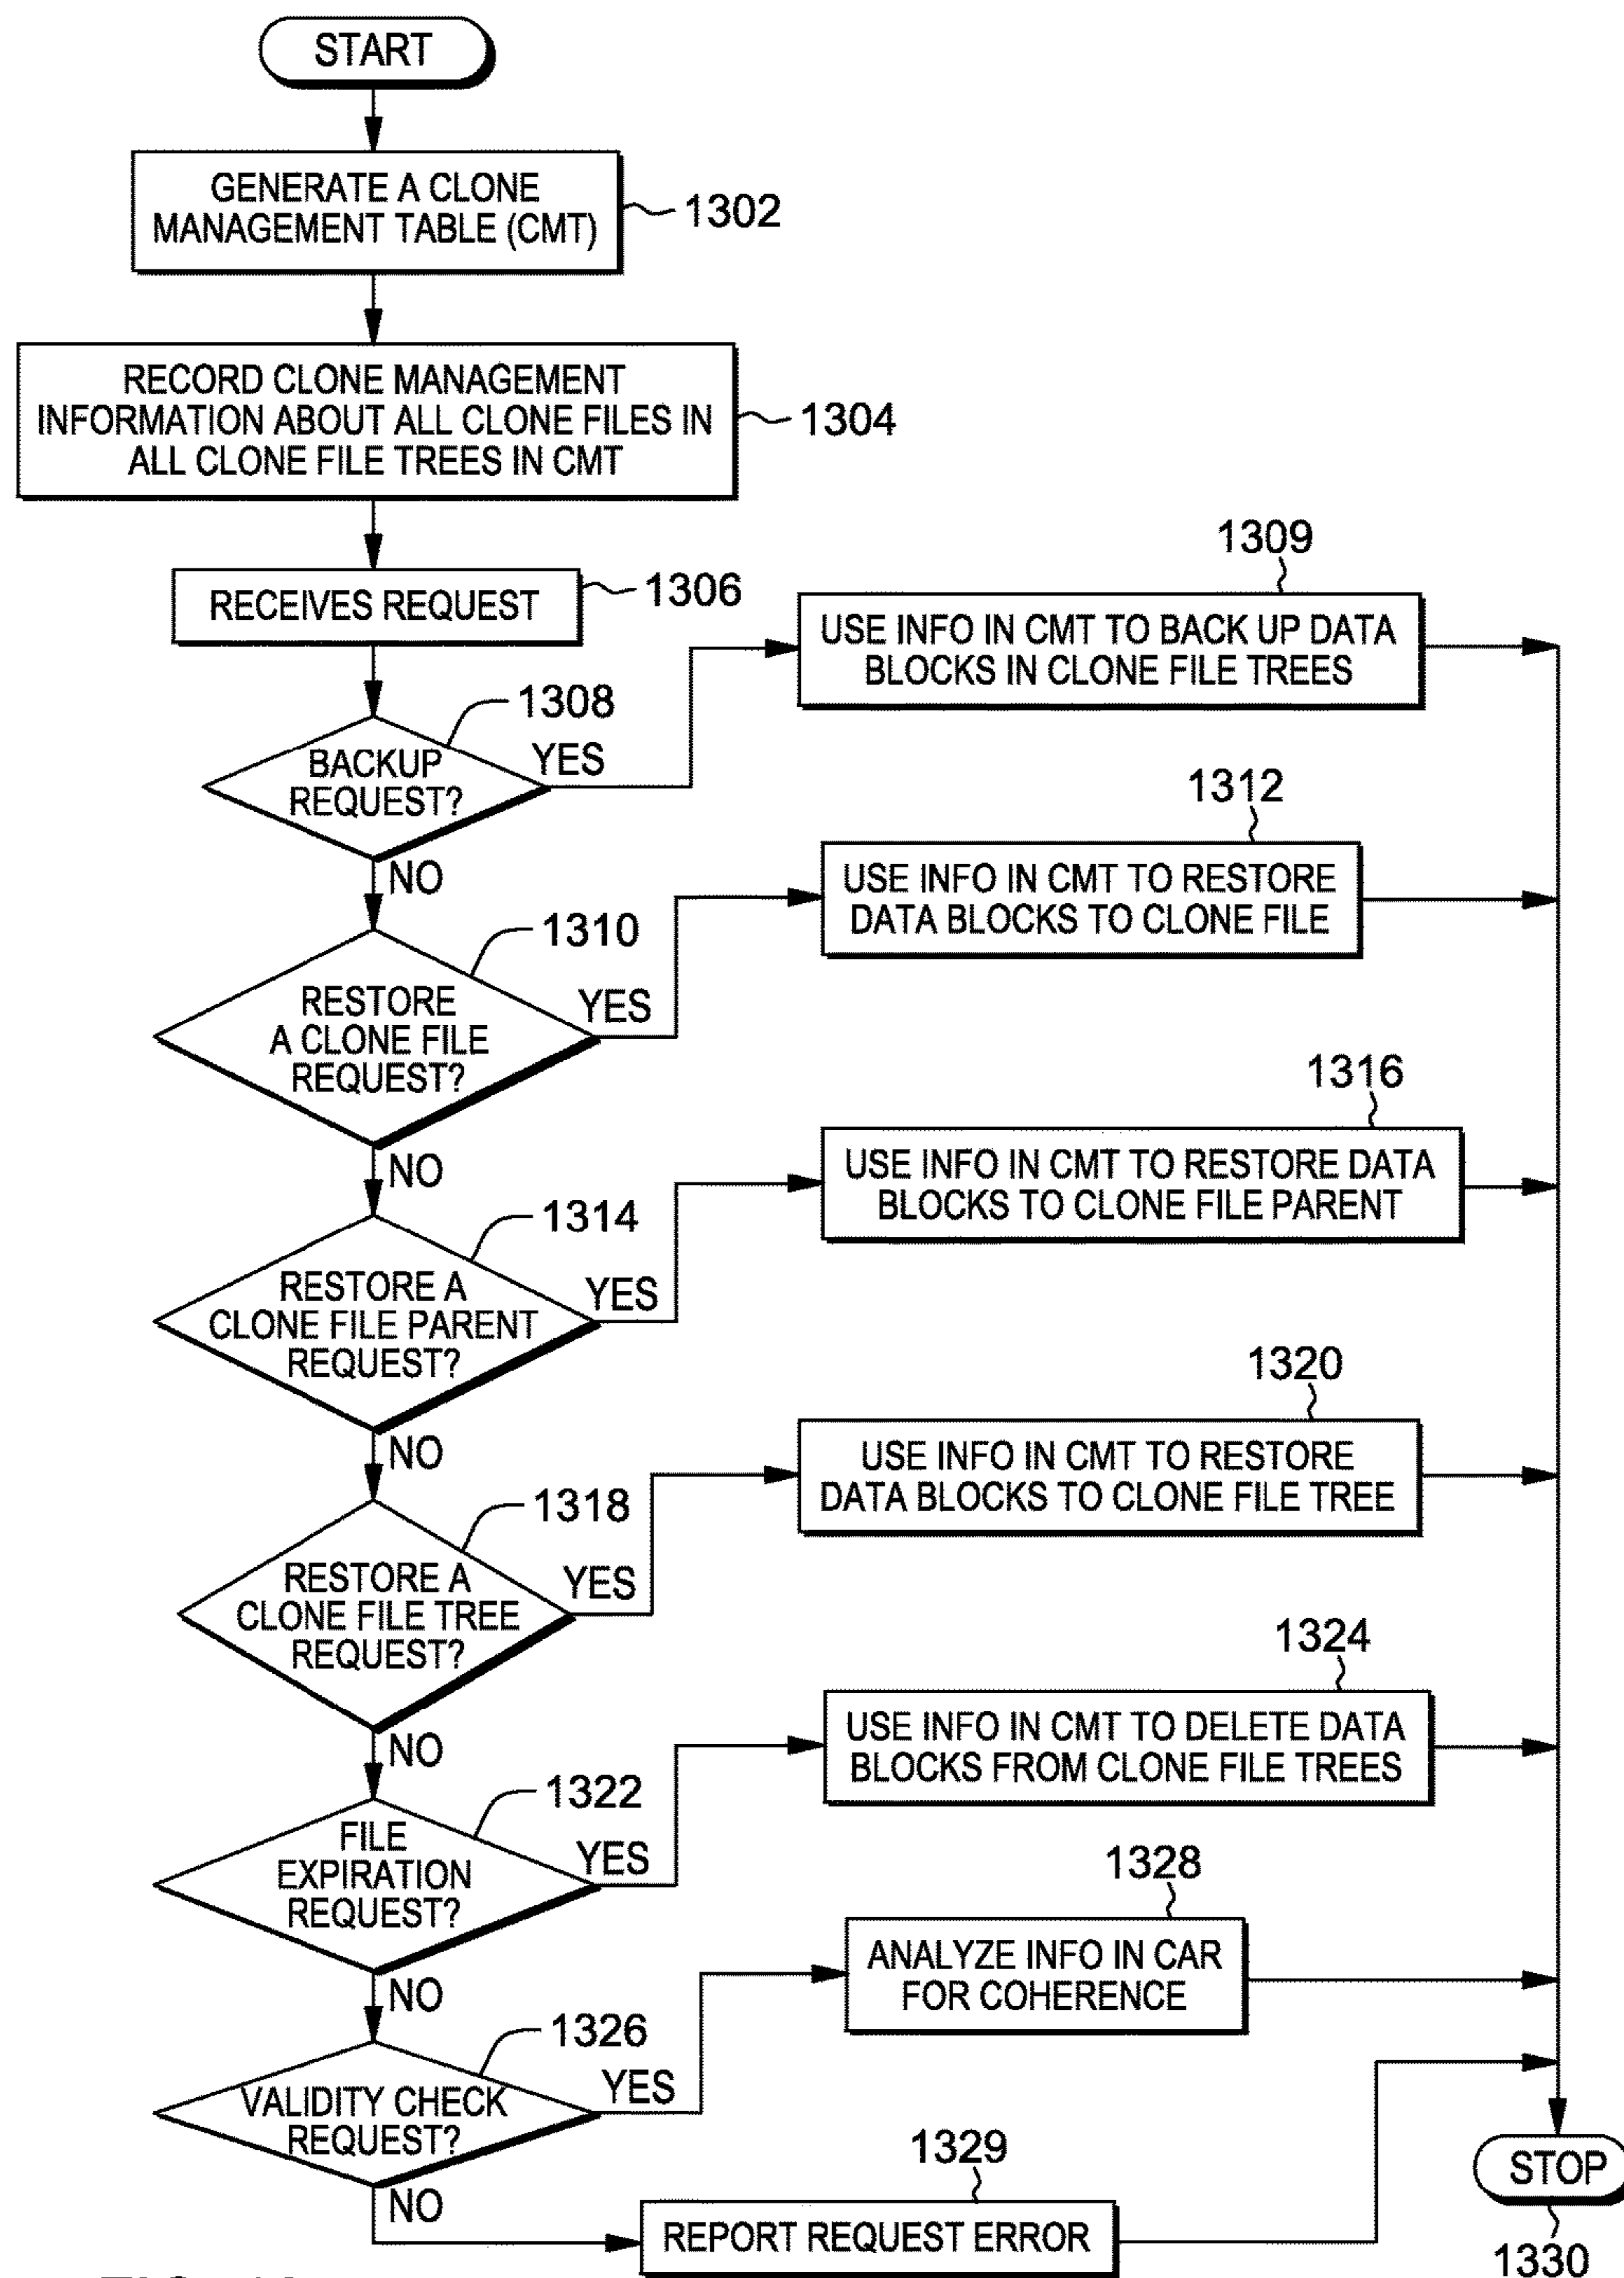 START
GENERATE A CLONE
MANAGEMENT TABLE (CMT)
1302
RECORD CLONE MANAGEMENT
INFORMATION ABOUT ALL CLONE FILES IN
ALL CLONE FILE TREES IN CMT
1304
RECEIVES REQUEST
1306
BACKUP
REQUEST?
1308
YES
NO
1309
USE INFO IN CMT TO BACK UP DATA
BLOCKS IN CLONE FILE TREES
RESTORE
A CLONE FILE
REQUEST?
1310
YES
NO
1312
USE INFO IN CMT TO RESTORE
DATA BLOCKS TO CLONE FILE
RESTORE A
CLONE FILE PARENT
REQUEST?
1314
YES
NO
1316
USE INFO IN CMT TO RESTORE DATA
BLOCKS TO CLONE FILE PARENT
RESTORE A
CLONE FILE TREE
REQUEST?
1318
YES
NO
1320
USE INFO IN CMT TO RESTORE
DATA BLOCKS TO CLONE FILE TREE
FILE
EXPIRATION
REQUEST?
1322
YES
NO
1324
USE INFO IN CMT TO DELETE DATA
BLOCKS FROM CLONE FILE TREES
VALIDITY CHECK
REQUEST?
1326
YES
NO
1328
ANALYZE INFO IN CAR
FOR COHERENCE
1329
REPORT REQUEST ERROR
STOP
1330